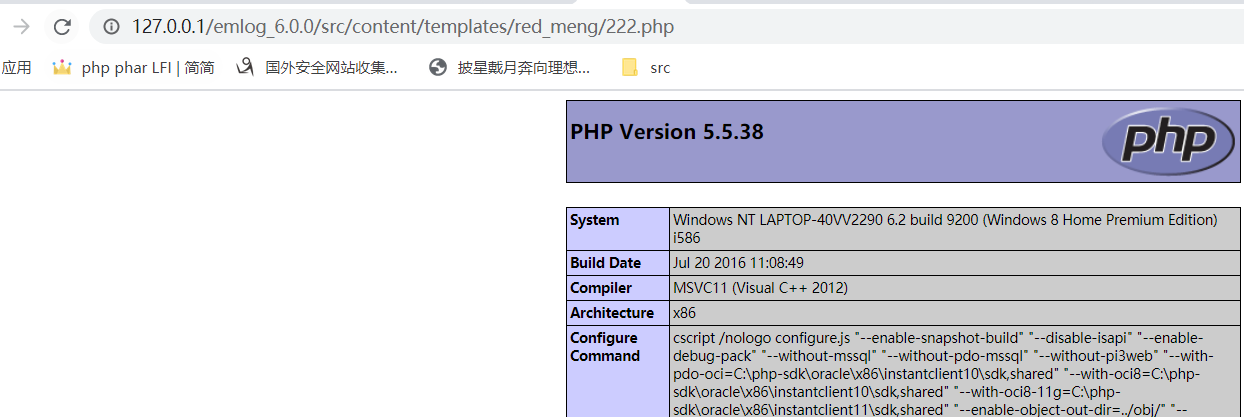 127.0.0.1/emlog_6.0.0/src/content/templates/red_meng/222.php
应用 php phar LFI | 简简 国外安全网站收集... 披星戴月奔向理想... src
PHP Version 5.5.38
php
System Windows NT LAPTOP-40VV2290 6.2 build 9200 (Windows 8 Home Premium Edition)
i586
Build Date Jul 20 2016 11:08:49
Compiler MSVC11 (Visual C++ 2012)
Architecture x86
Configure cscript /nologo configure.js "--enable-snapshot-build" "--disable-isapi" "--enable-
Command debug-pack" "--without-mssql" "--without-pdo-mssql" "--without-pi3web" "--with-
pdo-oci=C:\php-sdk\oracle\x86\instantclient10\sdk,shared" "--with-oci8=C:\php-
sdk\oracle\x86\instantclient10\sdk,shared" "--with-oci8-11g=C:\php-
sdk\oracle\x86\instantclient11\sdk,shared" "--enable-object-out-dir=../obj/" "--